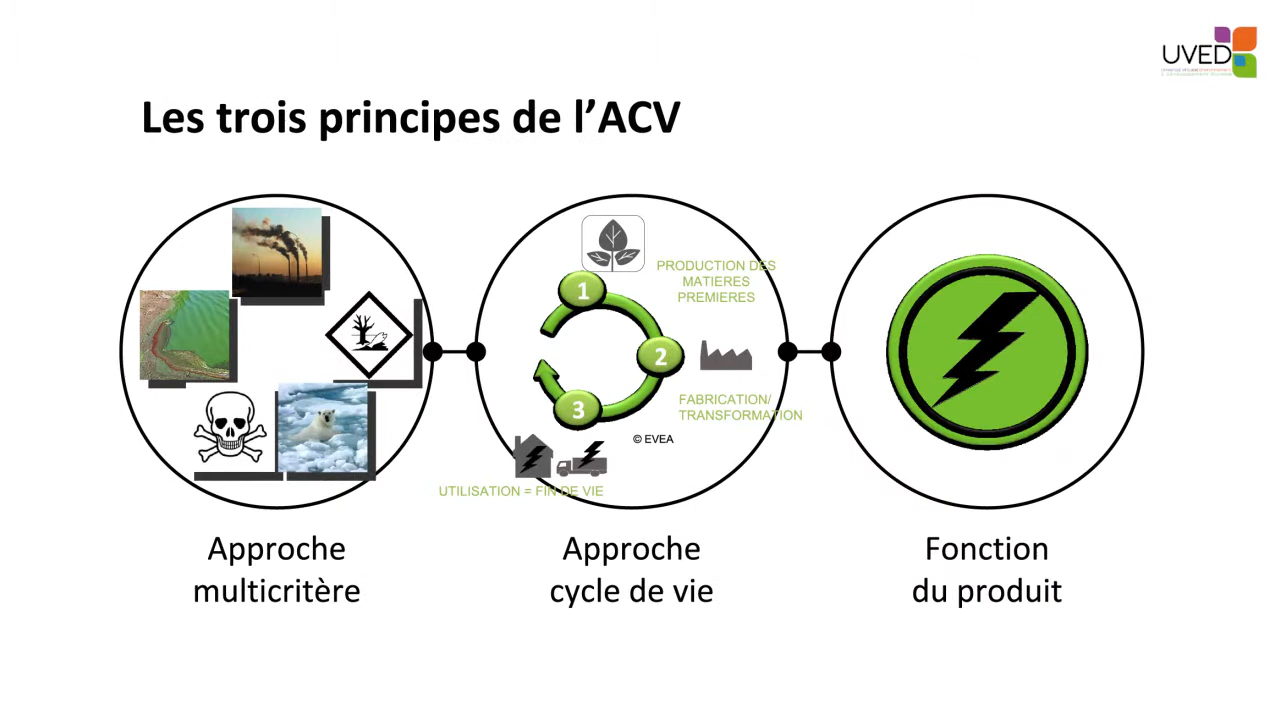 UVED
Les trois principes de l’ACV
1
PRODUCTION DES
MATIERES
PREMIERES
2
FABRICATION/
TRANSFORMATION
3
© EVEA
UTILISATION = FIN DE VIE
Approche
multicritère
Approche
cycle de vie
Fonction
du produit